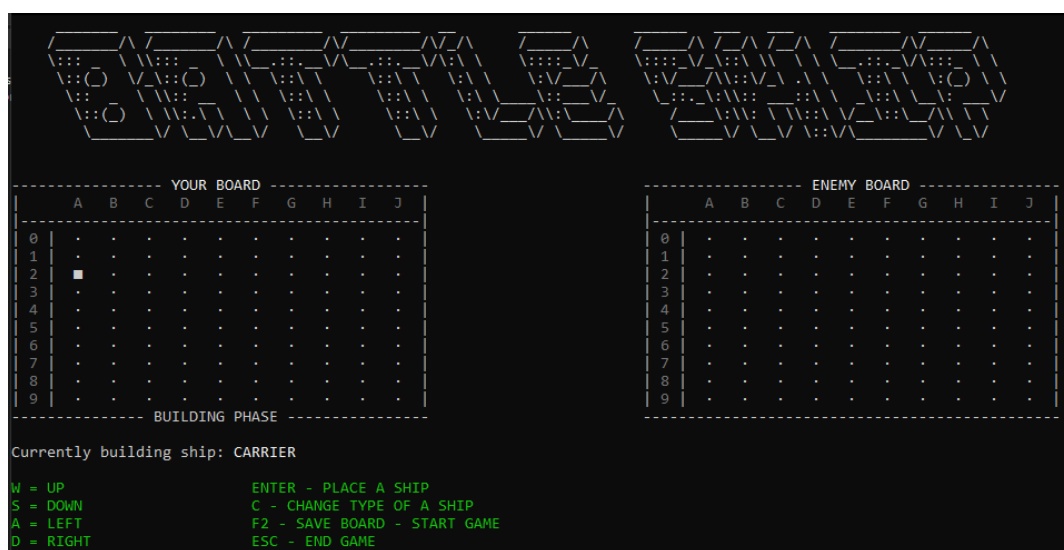 BATTLE SHIP
YOUR BOARD
A B C D E F G H I J
0
1
2
3
4
5
6
7
8
9
BUILDING PHASE
ENEMY BOARD
A B C D E F G H I J
0
1
2
3
4
5
6
7
8
9
Currently building ship: CARRIER
W = UP
S = DOWN
A = LEFT
D = RIGHT
ENTER - PLACE A SHIP
C - CHANGE TYPE OF A SHIP
F2 - SAVE BOARD - START GAME
ESC - END GAME